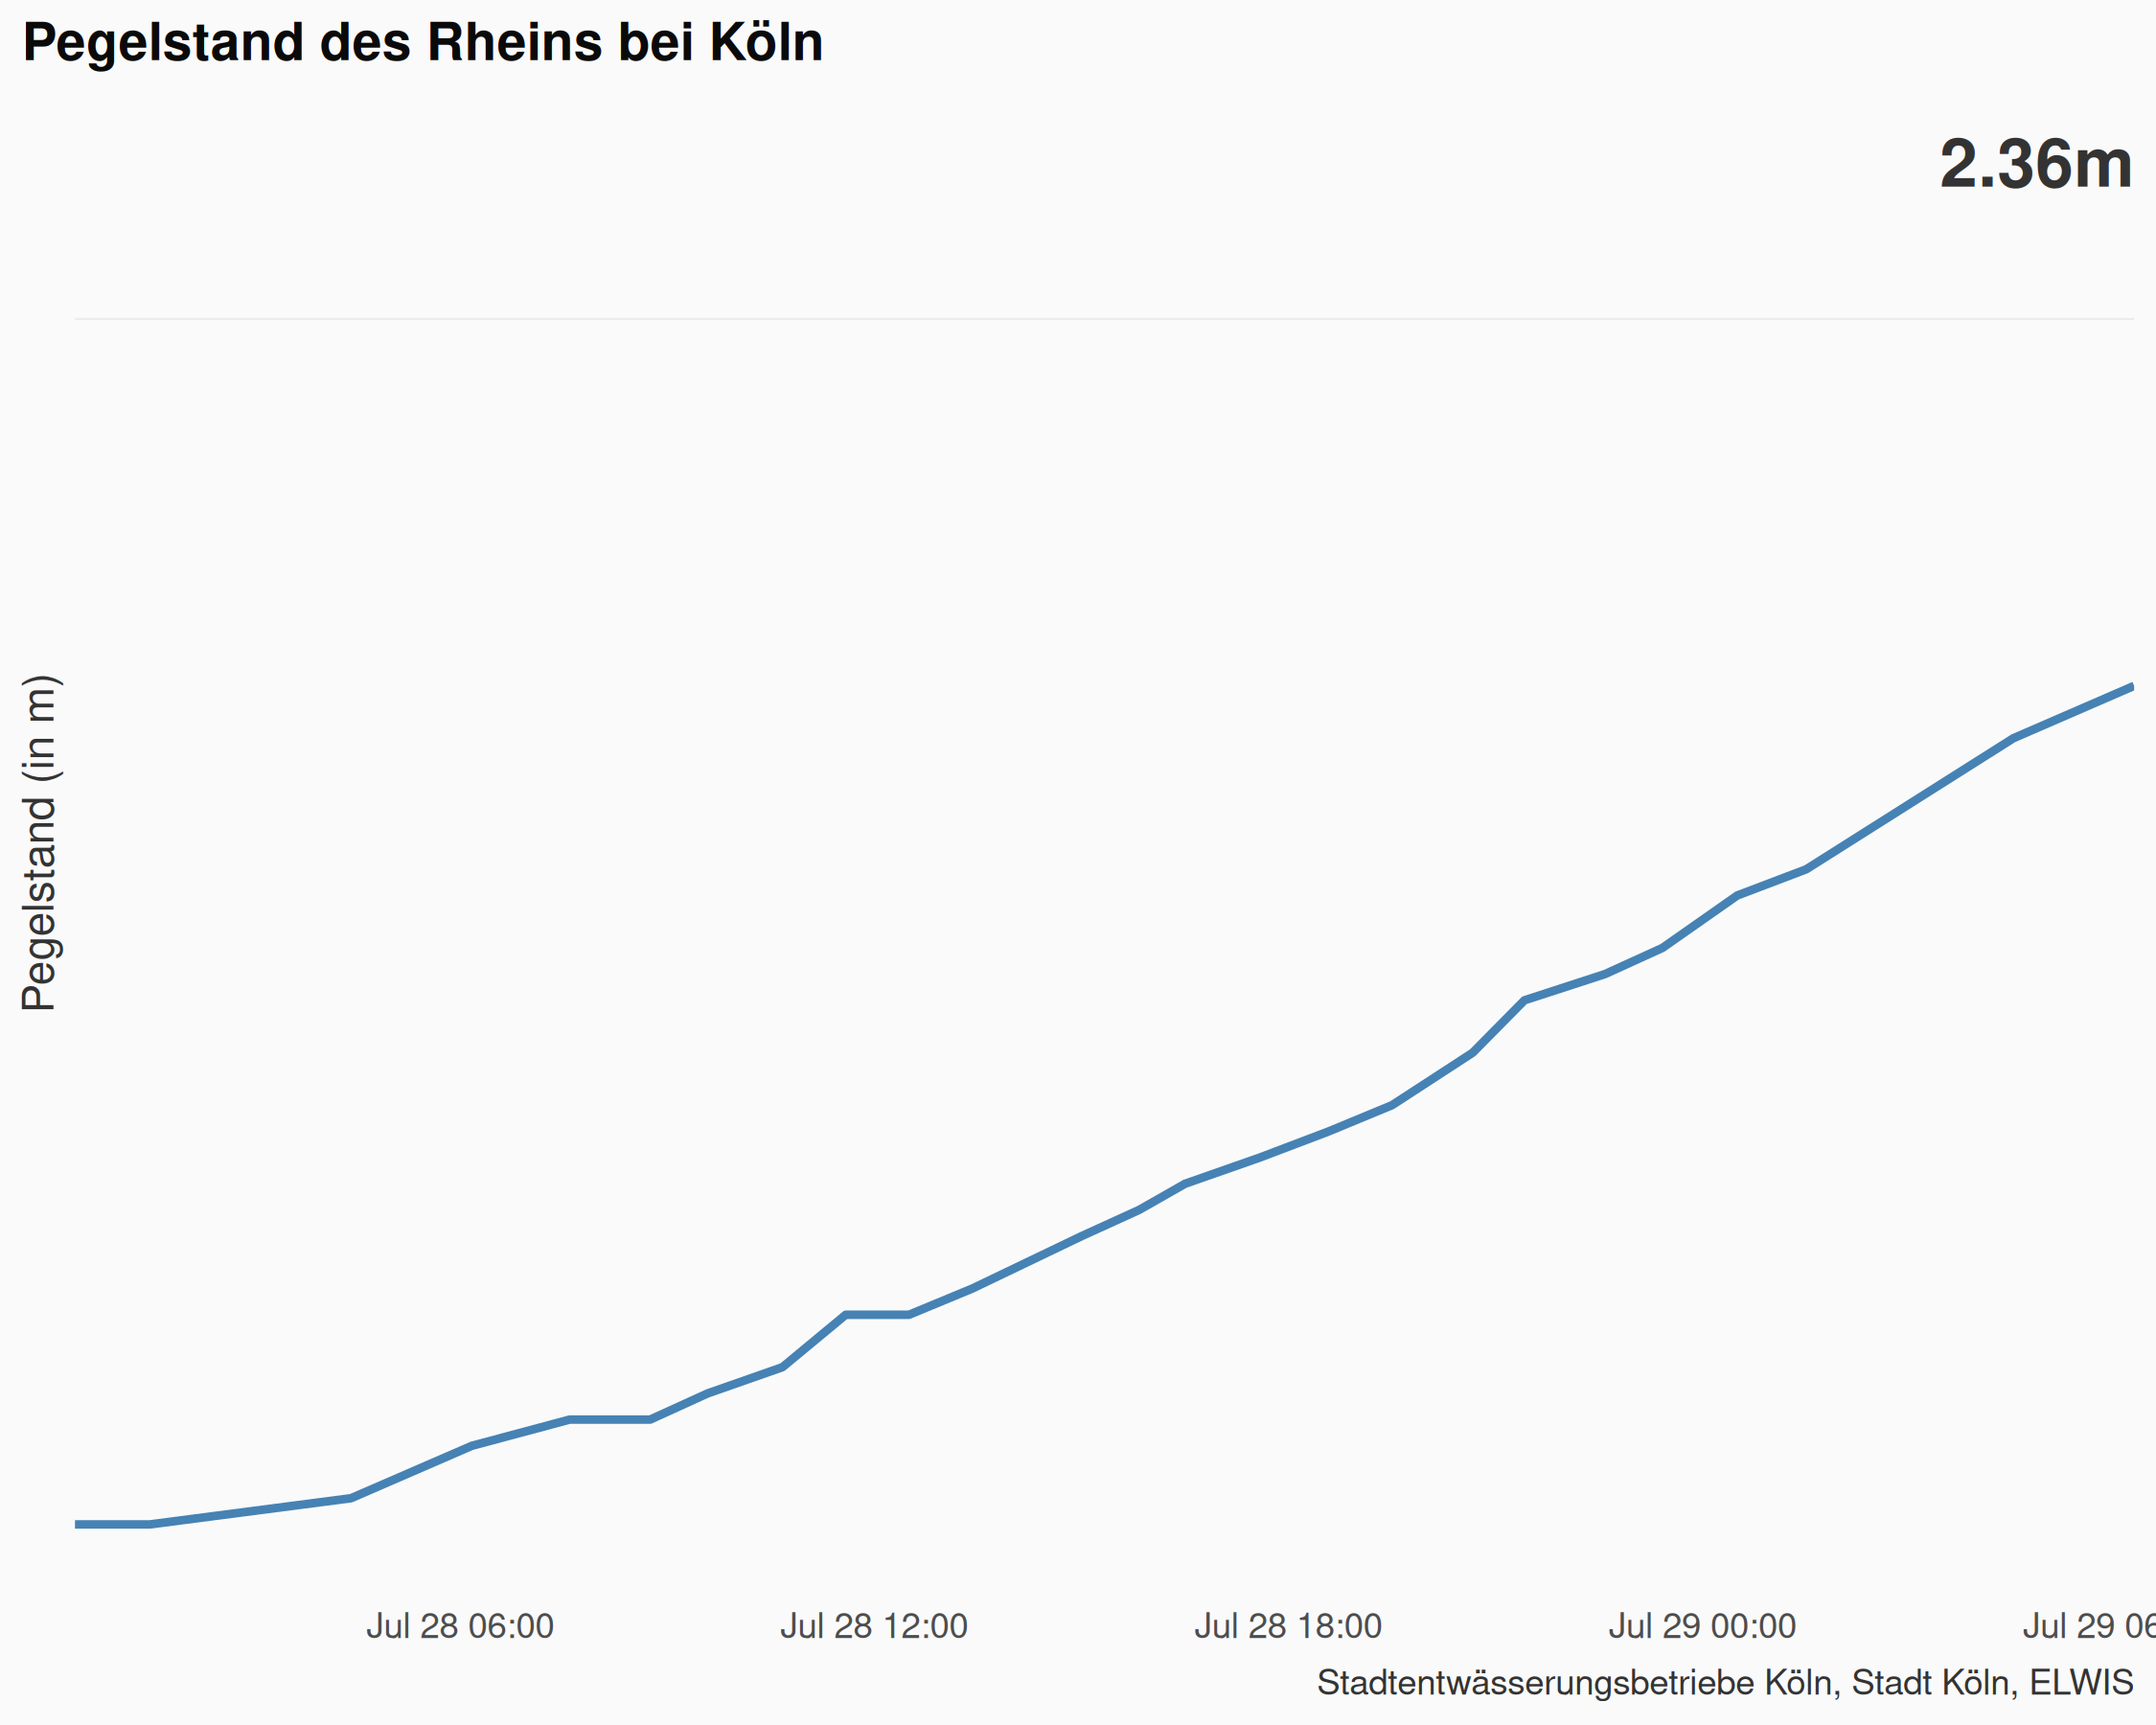 Pegelstand des Rheins bei Köln
2.36m
Pegelstand (in m)
Jul 28 06:00 Jul 28 12:00 Jul 28 18:00 Jul 29 00:00 Jul 29 06
Stadtentwässerungsbetriebe Köln, Stadt Köln, ELWIS